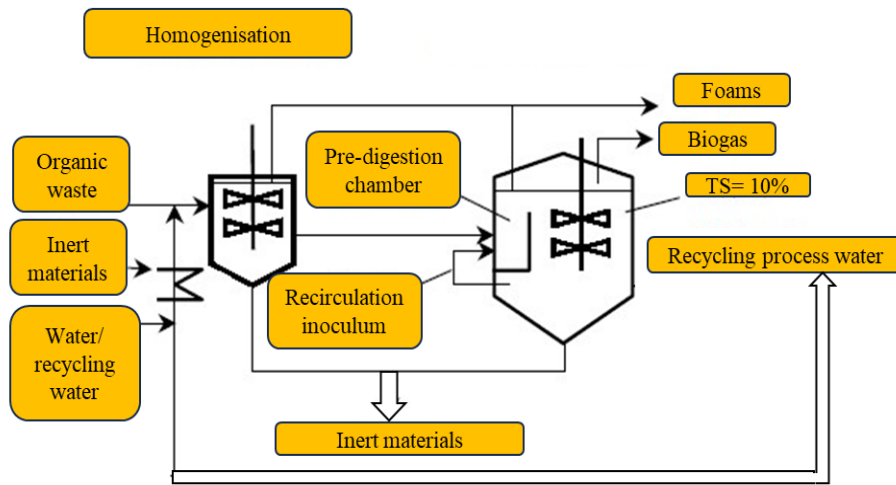 Homogenisation
Foams
Biogas
Organic
waste
Pre-digestion
chamber
TS= 10%
Inert
materials
Recycling process water
Recirculation
inoculum
Water/
recycling
water
Inert materials